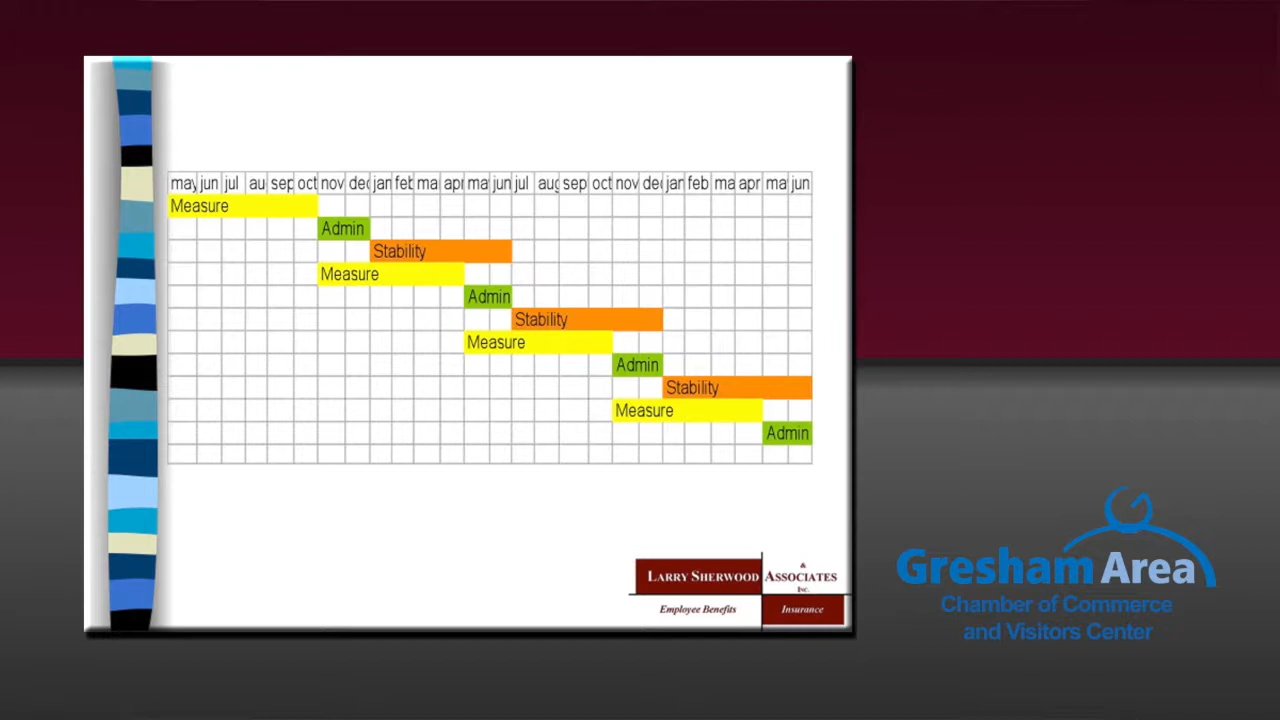 may jun jul au sep oct nov dec jan feb ma apr ma jun jul aug sep oct nov dec jan feb ma apr ma jun
Measure
Admin
Stability
Measure
Admin
Stability
Measure
Admin
Stability
Measure
Admin
LARRY SHERWOOD & ASSOCIATES INC.
Employee Benefits Insurance
Gresham Area
Chamber of Commerce
and Visitors Center